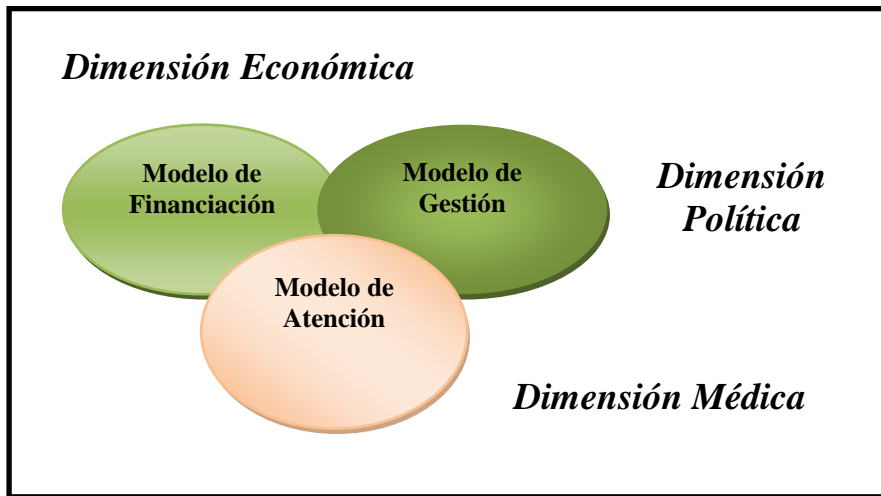 Dimensión Económica
Modelo de
Financiación
Modelo de
Gestión
Dimensión
Política
Modelo de
Atención
Dimensión Médica